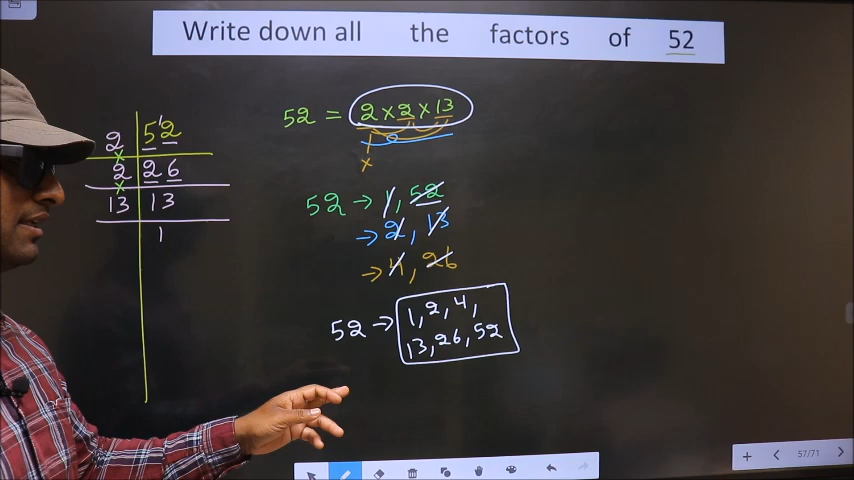 Write down all the factors of 52
2 52
2 26
13 13
1
52 = 2 × 2 × 13
52 → 1, 52
→ 2, 13
→ 4, 26
52 → 1, 2, 4,
13, 26, 52
57/71